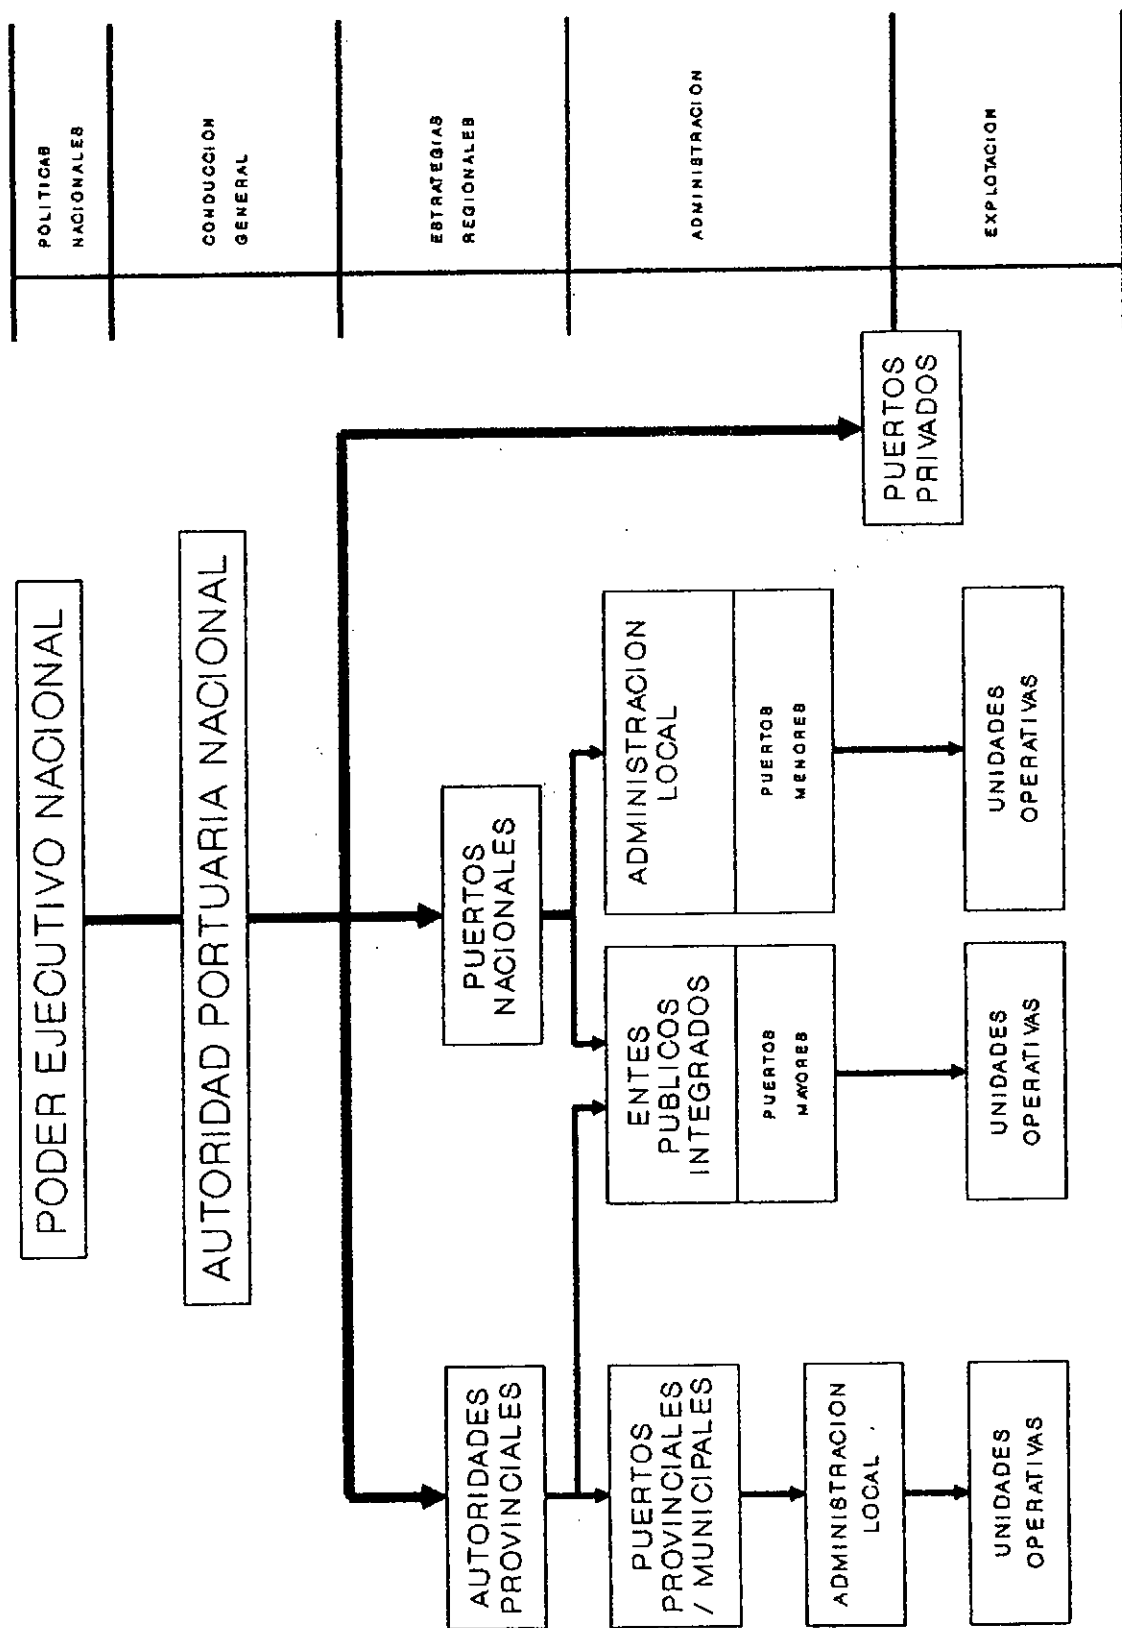 PODER EJECUTIVO NACIONAL
AUTORIDAD PORTUARIA NACIONAL
AUTORIDADES
PROVINCIALES
PUERTOS
NACIONALES
PUERTOS
PROVINCIALES
/ MUNICIPALES
ENTES
PUBLICOS
INTEGRADOS
PUERTOS
MAYORES
ADMINISTRACION
LOCAL
PUERTOS
MENORES
ADMINISTRACION
LOCAL
PUERTOS
PRIVADOS
UNIDADES
OPERATIVAS
UNIDADES
OPERATIVAS
UNIDADES
OPERATIVAS
POLITICAS
NACIONALES
CONDUCCION
GENERAL
ESTRATEGIAS
REGIONALES
ADMINISTRACION
EXPLOTACION